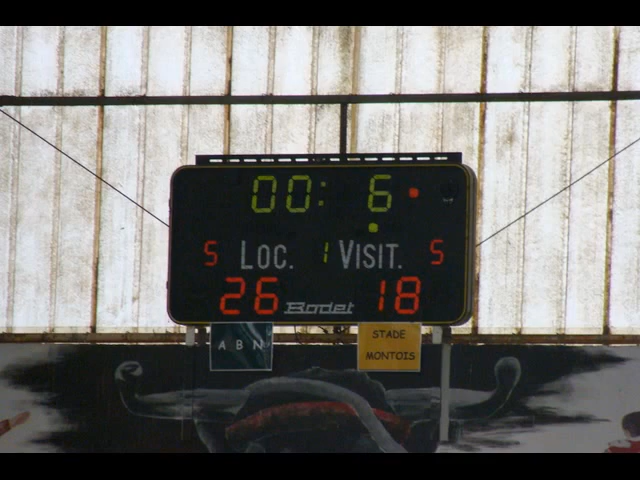 00: 6
5 LOC. 1 VISIT. 5
26 Bodet 18
ABN
STADE
MONTOIS